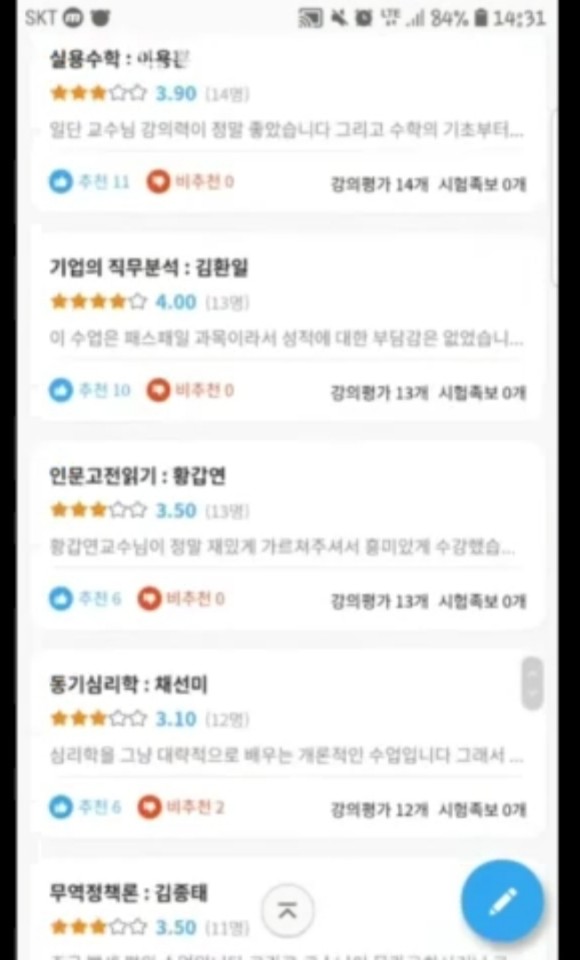 SKT LTE 84% 14:31
실용수학 :
3.90 (14명)
일단 교수님 강의력이 정말 좋았습니다 그리고 수학의 기초부터...
추천 11 비추천 0 강의평가 14개 시험족보 0개
기업의 직무분석 : 김환일
4.00 (13명)
이 수업은 패스패일 과목이라서 성적에 대한 부담감은 없었습니...
추천 10 비추천 0 강의평가 13개 시험족보 0개
인문고전읽기 : 황갑연
3.50 (13명)
황갑연교수님이 정말 재밌게 가르쳐주셔서 흥미있게 수강했습...
추천 6 비추천 0 강의평가 13개 시험족보 0개
동기심리학 : 채선미
3.10 (12명)
심리학을 그냥 대략적으로 배우는 개론적인 수업입니다 그래서 ...
추천 6 비추천 2 강의평가 12개 시험족보 0개
무역정책론 : 김종태
3.50 (11명)